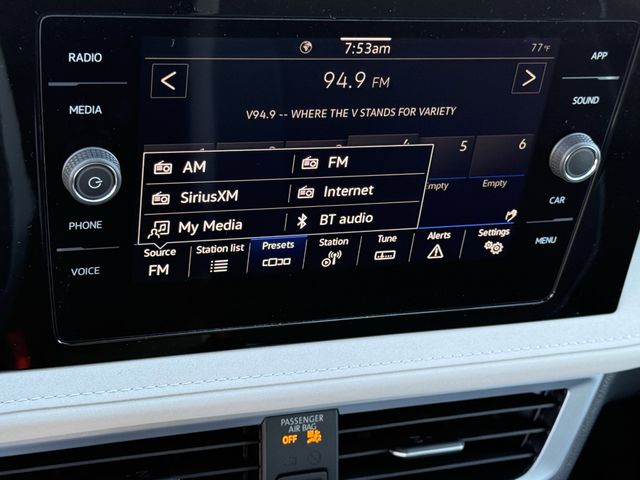 7:53am
77°F
RADIO
APP
94.9 FM
MEDIA
SOUND
V94.9 -- WHERE THE V STANDS FOR VARIETY
4 5 6
AM FM
Empty Empty
SiriusXM Internet
PHONE
CAR
My Media BT audio
Source Station list Presets Station Tune Alerts Settings
FM
VOICE
MENU
PASSENGER
AIR BAG
OFF